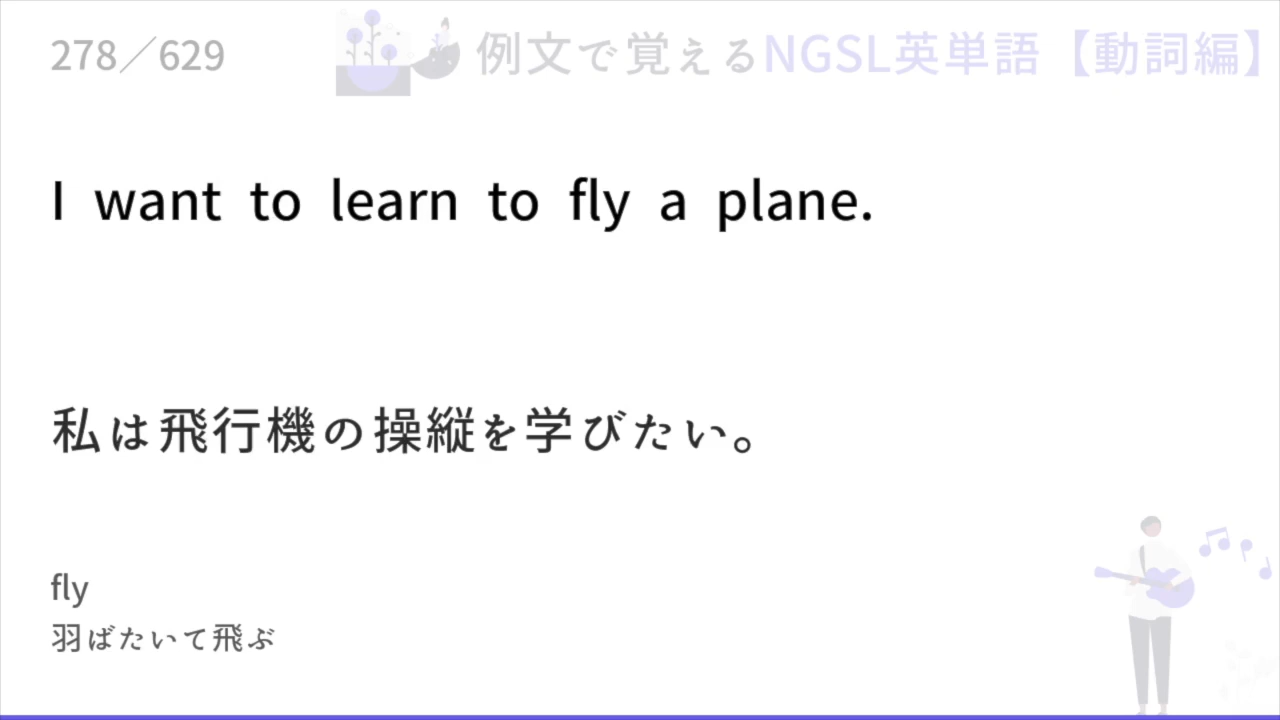 278／629
例文で覚えるNGSL英単語【動詞編】
I want to learn to fly a plane.
私は飛行機の操縦を学びたい。
fly
羽ばたいて飛ぶ